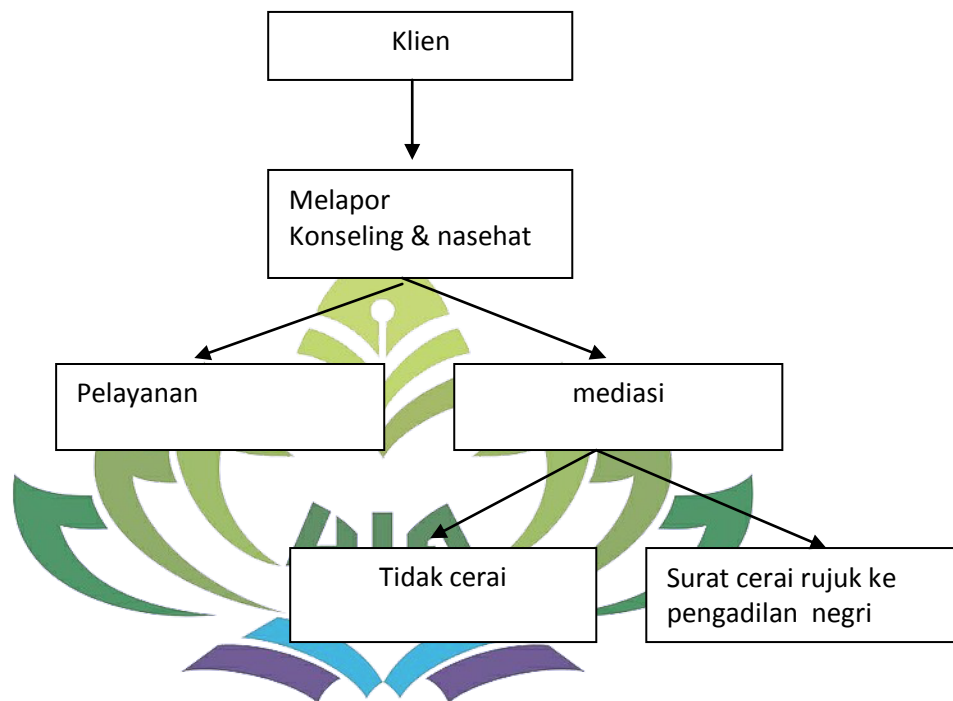 Klien
Melapor
Konseling & nasehat
Pelayanan
mediasi
Tidak cerai
Surat cerai rujuk ke
pengadilan  negri